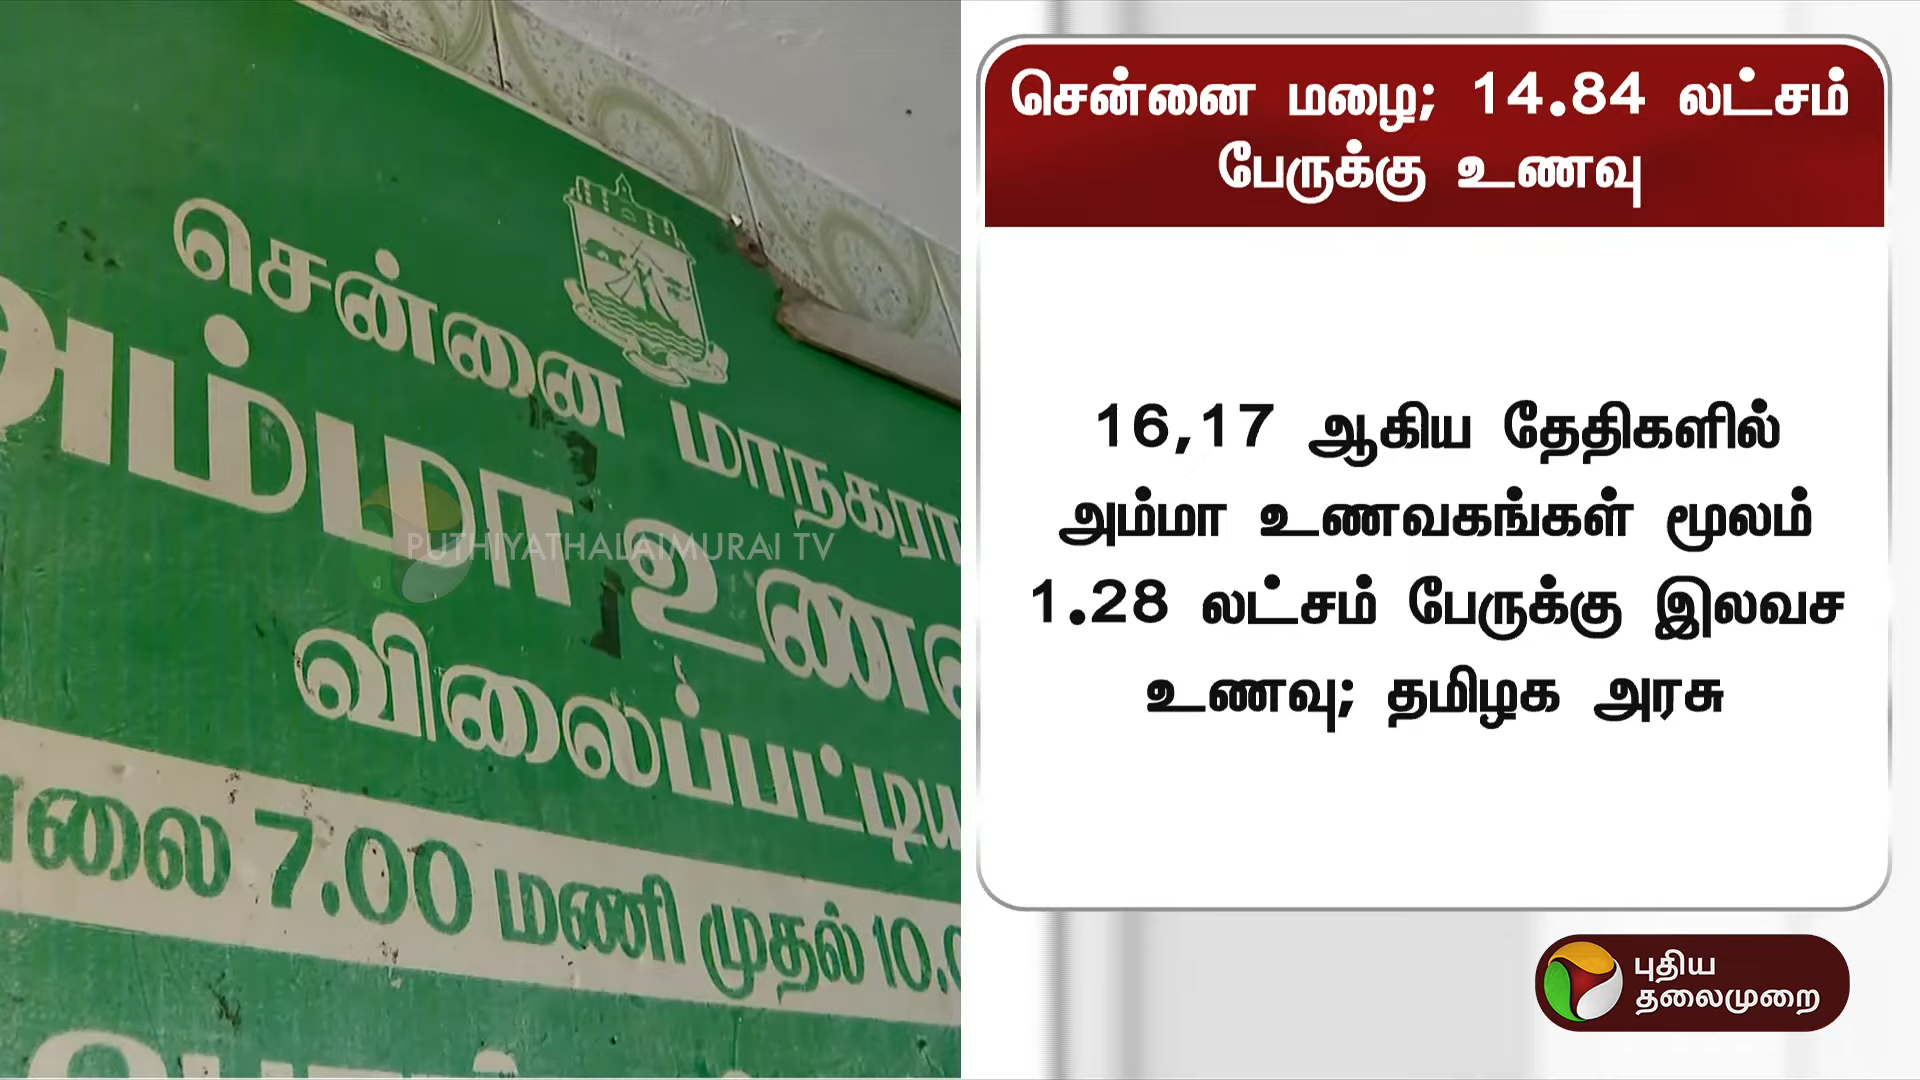 சென்னை மாநகரா
அம்மா உண
விலைப்பட்டிய
லை 7.00 மணி முதல் 10.0
PUTHIYATHALAIMURAI TV
சென்னை மழை; 14.84 லட்சம்
பேருக்கு உணவு
16,17 ஆகிய தேதிகளில்
அம்மா உணவகங்கள் மூலம்
1.28 லட்சம் பேருக்கு இலவச
உணவு; தமிழக அரசு
புதிய
தலைமுறை